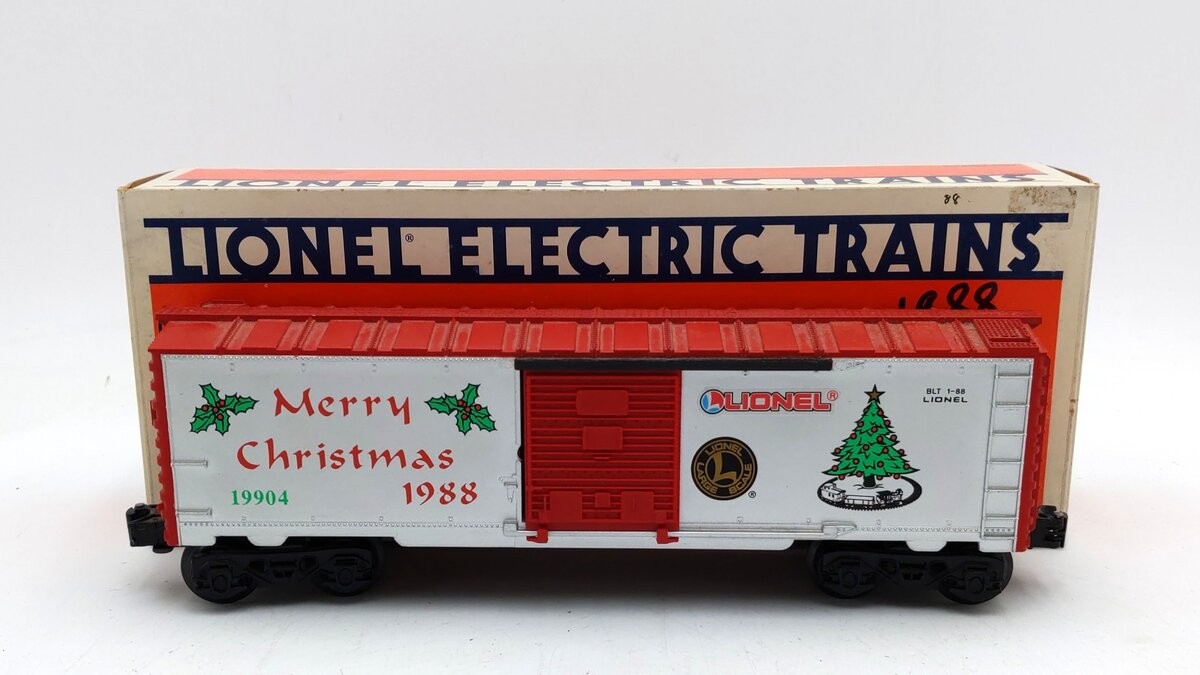 LIONEL ELECTRIC TRAINS
88
LIONEL® ELECTRIC TRAINS
1988
Merry
Christmas
1988
19904
LIONEL®
LIONEL
L
LARGE SCALE
®
BLT 1-88
LIONEL